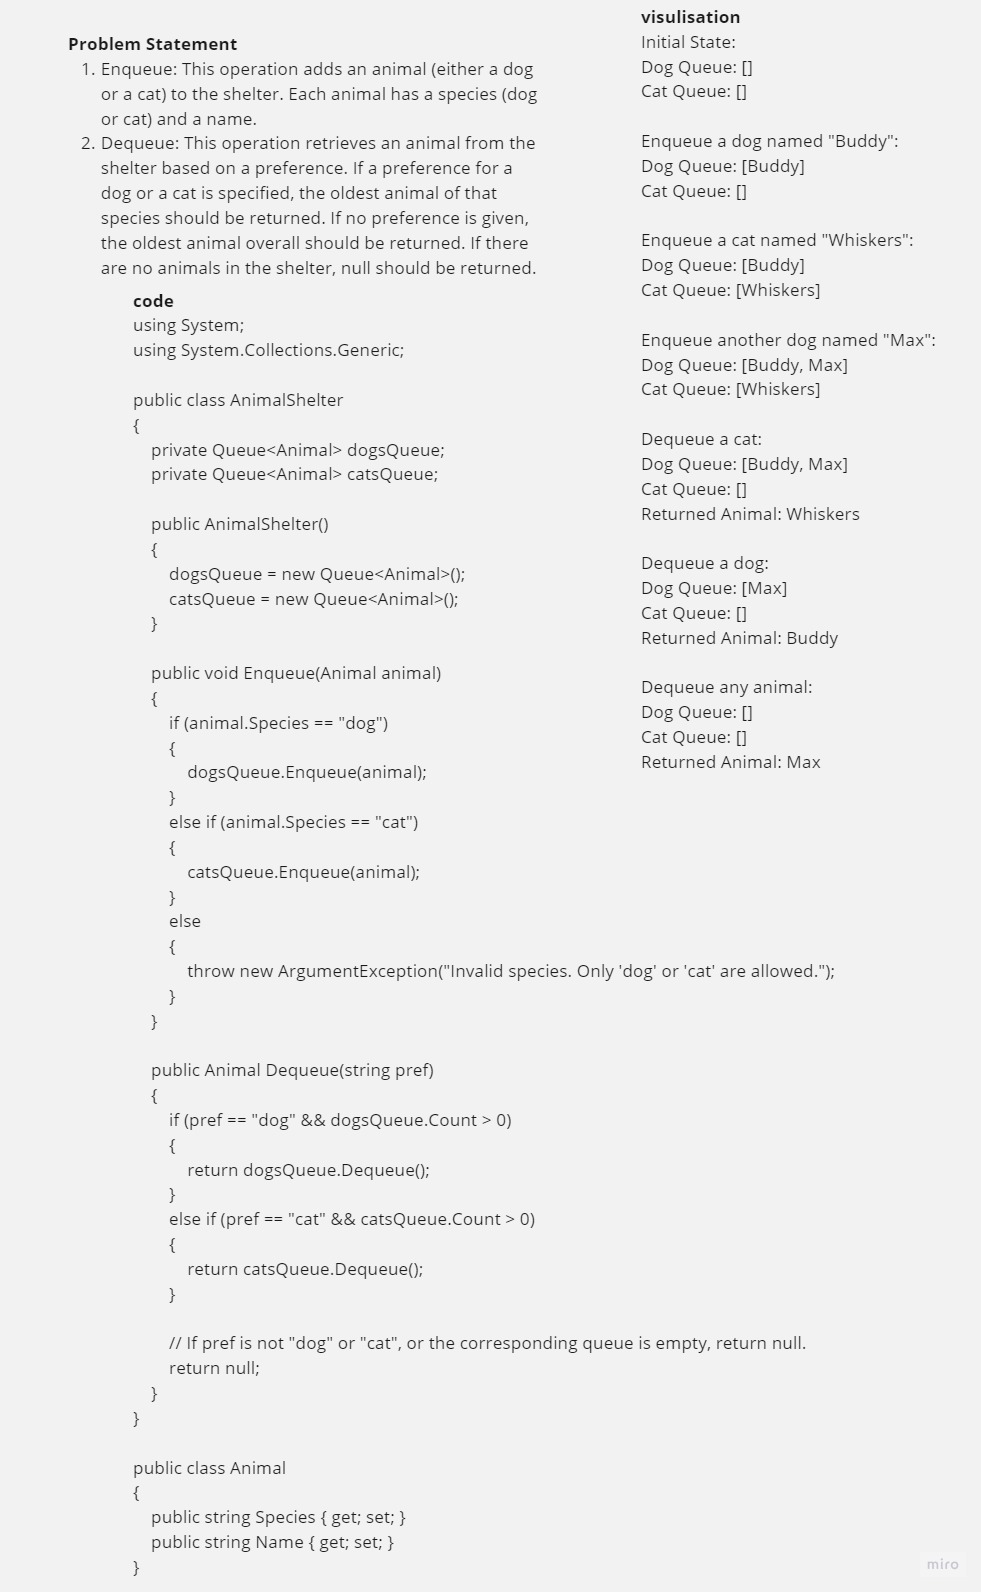 Problem Statement
1. Enqueue: This operation adds an animal (either a dog
or a cat) to the shelter. Each animal has a species (dog
or cat) and a name.
2. Dequeue: This operation retrieves an animal from the
shelter based on a preference. If a preference for a
dog or a cat is specified, the oldest animal of that
species should be returned. If no preference is given,
the oldest animal overall should be returned. If there
are no animals in the shelter, null should be returned.
code
using System;
using System.Collections.Generic;

public class AnimalShelter
{
    private Queue<Animal> dogsQueue;
    private Queue<Animal> catsQueue;

    public AnimalShelter()
    {
        dogsQueue = new Queue<Animal>();
        catsQueue = new Queue<Animal>();
    }

    public void Enqueue(Animal animal)
    {
        if (animal.Species == "dog")
        {
            dogsQueue.Enqueue(animal);
        }
        else if (animal.Species == "cat")
        {
            catsQueue.Enqueue(animal);
        }
        else
        {
            throw new ArgumentException("Invalid species. Only 'dog' or 'cat' are allowed.");
        }
    }

    public Animal Dequeue(string pref)
    {
        if (pref == "dog" && dogsQueue.Count > 0)
        {
            return dogsQueue.Dequeue();
        }
        else if (pref == "cat" && catsQueue.Count > 0)
        {
            return catsQueue.Dequeue();
        }

        // If pref is not "dog" or "cat", or the corresponding queue is empty, return null.
        return null;
    }
}

public class Animal
{
    public string Species { get; set; }
    public string Name { get; set; }
}
visulisation
Initial State:
Dog Queue: []
Cat Queue: []

Enqueue a dog named "Buddy":
Dog Queue: [Buddy]
Cat Queue: []

Enqueue a cat named "Whiskers":
Dog Queue: [Buddy]
Cat Queue: [Whiskers]

Enqueue another dog named "Max":
Dog Queue: [Buddy, Max]
Cat Queue: [Whiskers]

Dequeue a cat:
Dog Queue: [Buddy, Max]
Cat Queue: []
Returned Animal: Whiskers

Dequeue a dog:
Dog Queue: [Max]
Cat Queue: []
Returned Animal: Buddy

Dequeue any animal:
Dog Queue: []
Cat Queue: []
Returned Animal: Max
miro